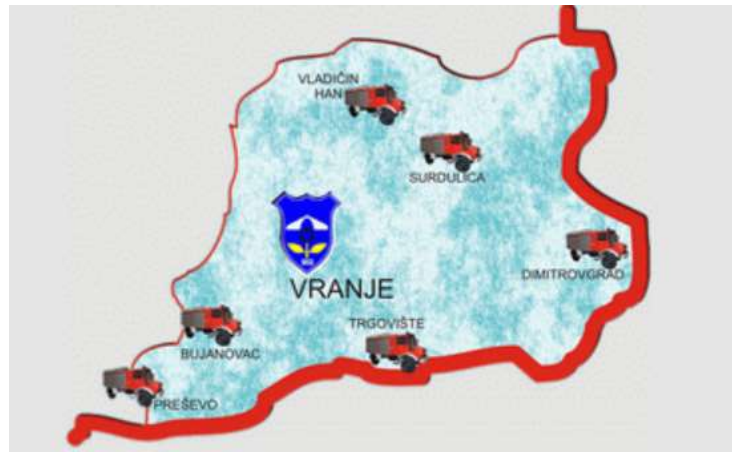 VLADIČIN
HAN
SURDULICA
DIMITROVGRAD
VRANJE
TRGOVIŠTE
BUJANOVAC
PREŠEVO